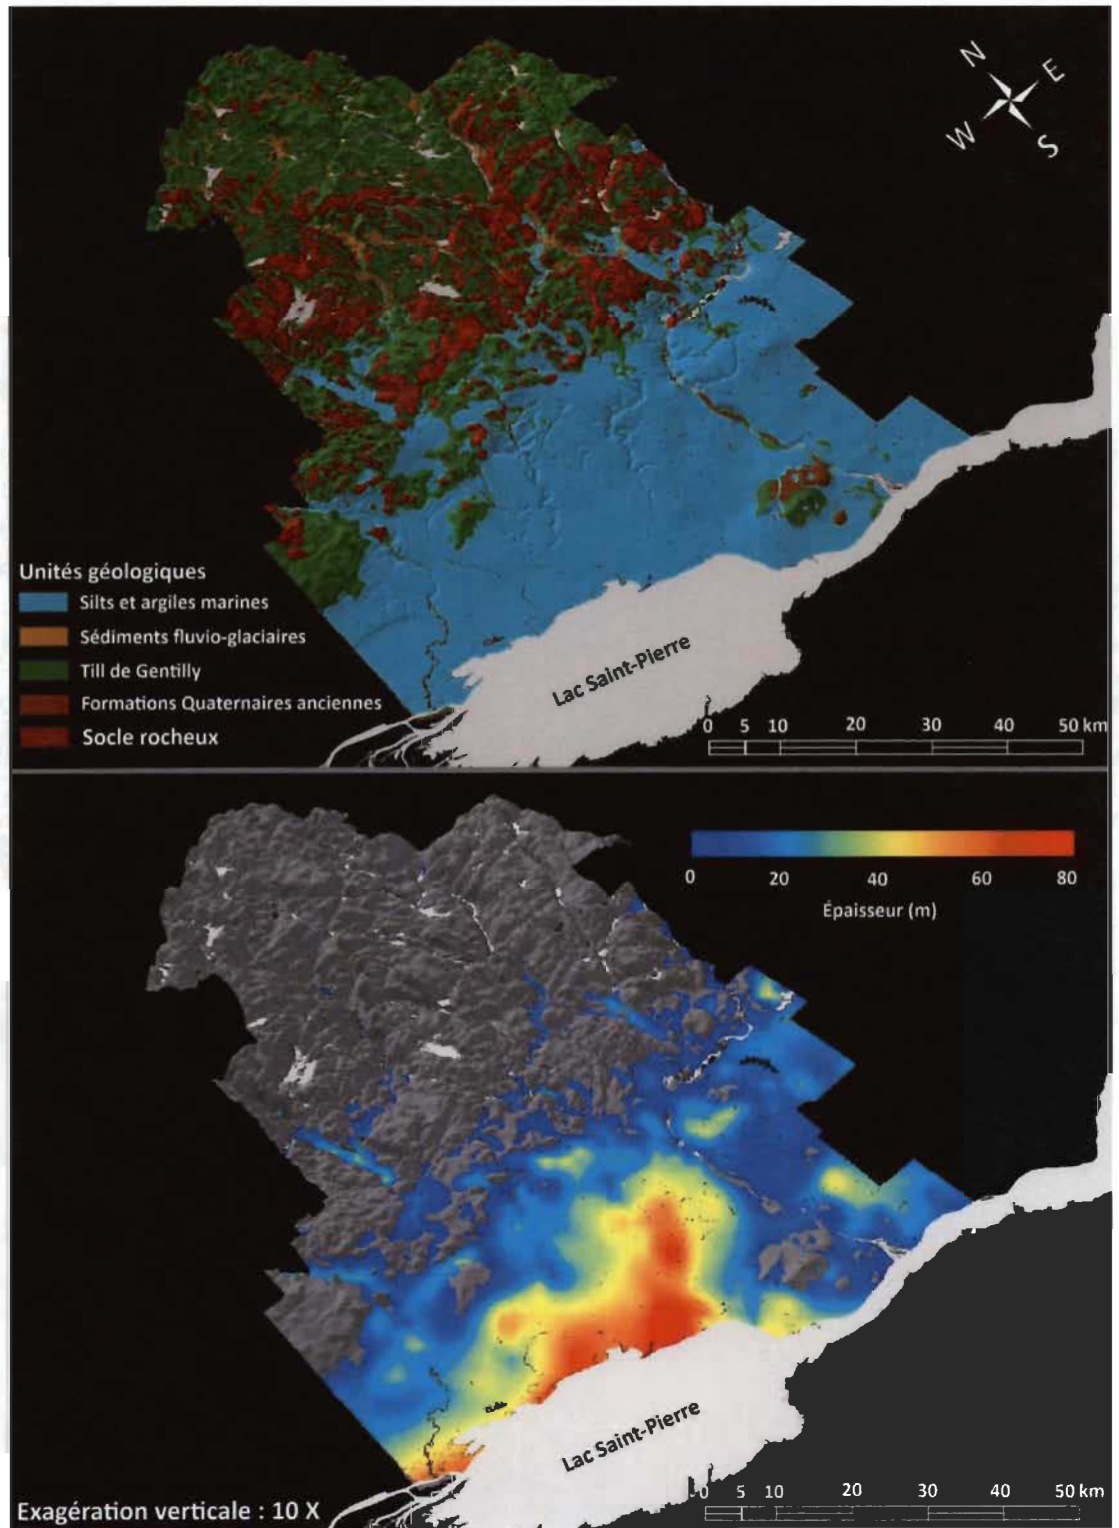 N
E
W
S
Unités géologiques
Silts et argiles marines
Sédiments fluvio-glaciaires
Till de Gentilly
Formations Quaternaires anciennes
Socle rocheux
Lac Saint-Pierre
0 5 10 20 30 40 50 km
0 20 40 60 80
Épaisseur (m)
Lac Saint-Pierre
Exagération verticale : 10 X
0 5 10 20 30 40 50 km